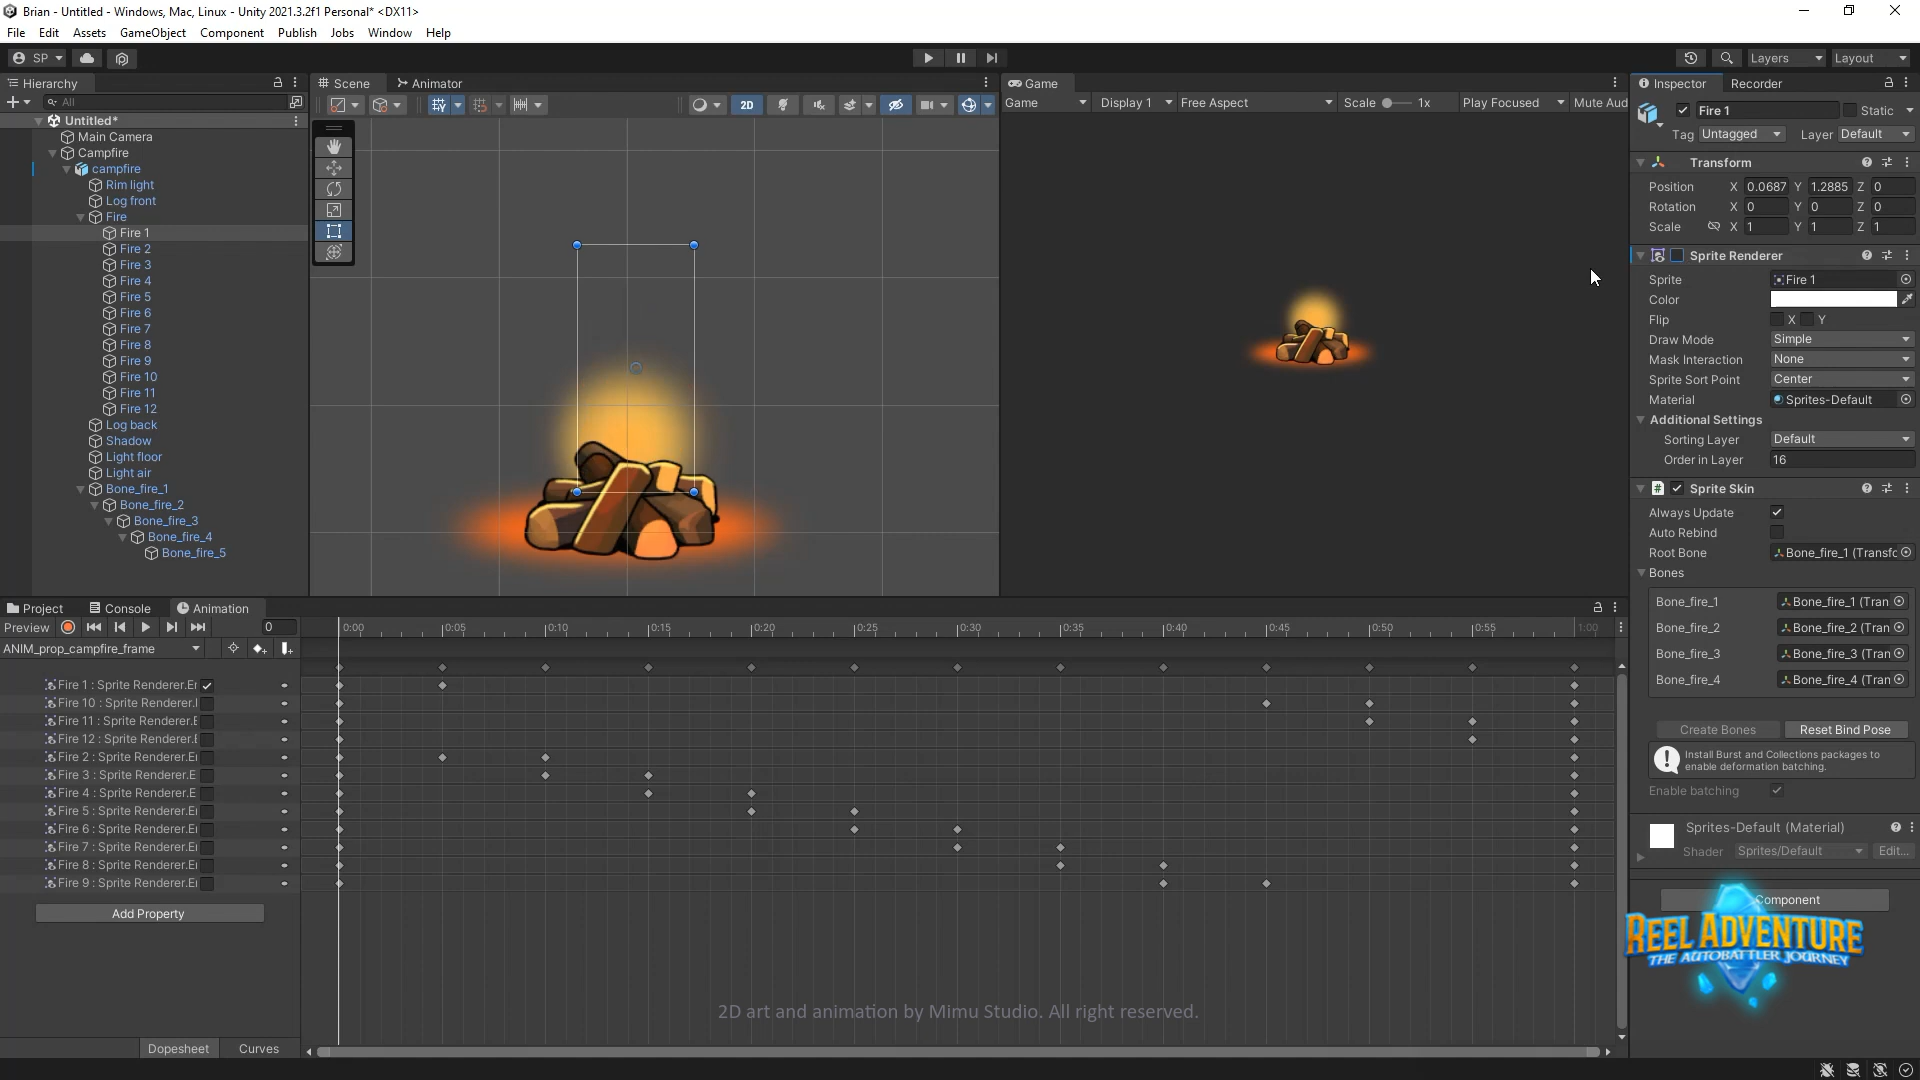 Brian - Untitled - Windows, Mac, Linux - Unity 2021.3.2f1 Personal* <DX11>
File Edit Assets GameObject Component Publish Jobs Window Help
SP
Layers Layout
Hierarchy
All
Untitled*
Main Camera
Campfire
campfire
Rim light
Log front
Fire
Fire 1
Fire 2
Fire 3
Fire 4
Fire 5
Fire 6
Fire 7
Fire 8
Fire 9
Fire 10
Fire 11
Fire 12
Log back
Shadow
Light floor
Light air
Bone_fire_1
Bone_fire_2
Bone_fire_3
Bone_fire_4
Bone_fire_5
Scene Animator
2D
Game
Game Display 1 Free Aspect Scale 1x Play Focused Mute Aud
Inspector Recorder
Fire 1 Static
Tag Untagged Layer Default
Transform
Position X 0.0687 Y 1.2885 Z 0
Rotation X 0 Y 0 Z 0
Scale X 1 Y 1 Z 1
Sprite Renderer
Sprite Fire 1
Color
Flip X Y
Draw Mode Simple
Mask Interaction None
Sprite Sort Point Center
Material Sprites-Default
Additional Settings
Sorting Layer Default
Order in Layer 16
Sprite Skin
Always Update
Auto Rebind
Root Bone Bone_fire_1 (Transfc
Bones
Bone_fire_1 Bone_fire_1 (Tran
Bone_fire_2 Bone_fire_2 (Tran
Bone_fire_3 Bone_fire_3 (Tran
Bone_fire_4 Bone_fire_4 (Tran
Create Bones Reset Bind Pose
Install Burst and Collections packages to
enable deformation batching.
Enable batching
Sprites-Default (Material)
Shader Sprites/Default Edit...
Component
REEL ADVENTURE
THE AUTOBATTLER JOURNEY
Project Console Animation
Preview 0
0:00 0:05 0:10 0:15 0:20 0:25 0:30 0:35 0:40 0:45 0:50 0:55 1:00
ANIM_prop_campfire_frame
Fire 1 : Sprite Renderer.Er
Fire 10 : Sprite Renderer.
Fire 11 : Sprite Renderer.E
Fire 12 : Sprite Renderer.
Fire 2 : Sprite Renderer.Er
Fire 3 : Sprite Renderer.E
Fire 4 : Sprite Renderer.E
Fire 5 : Sprite Renderer.Er
Fire 6 : Sprite Renderer.Er
Fire 7 : Sprite Renderer.Er
Fire 8 : Sprite Renderer.Er
Fire 9 : Sprite Renderer.Er
Add Property
Dopesheet Curves
2D art and animation by Mimu Studio. All right reserved.